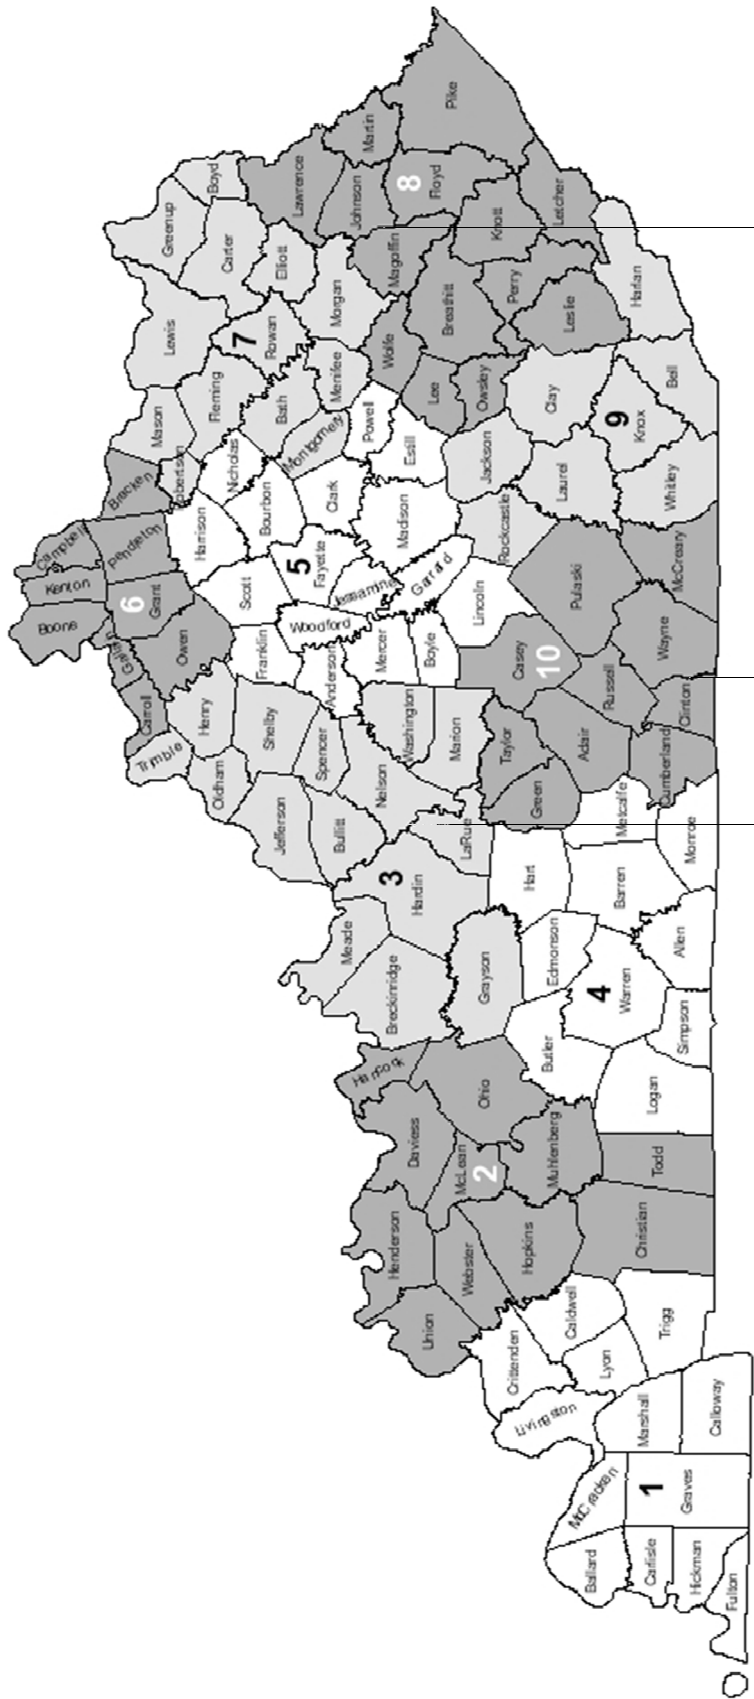 Pike
Martin
Lawrence
Boyd
Greenup
Johnson
8
Floyd
Letcher
Knott
Magoffin
Carter
Elliott
Morgan
Lewis
7
Rowan
Perry
Breathitt
Leslie
Harlan
Wolfe
Menifee
Lee
Owsley
Clay
Bell
Mason
Fleming
Bath
Montgomery
Powell
Estill
Jackson
9
Knox
Laurel
Whitley
Bracken
Robertson
Nicholas
Bourbon
Clark
Madison
Rockcastle
Campbell
Pendleton
Harrison
Kenton
6
Grant
Scott
5
Fayette
Jessamine
Garrad
Lincoln
Pulaski
McCreary
Boone
Gallatin
Owen
Franklin
Woodford
Anderson
Mercer
Boyle
Casey
10
Russell
Wayne
Clinton
Carroll
Trimble
Henry
Oldham
Shelby
Spencer
Washington
Marion
Nelson
Taylor
Green
Adair
Cumberland
Jefferson
Bullitt
LaRue
Metcalfe
Monroe
3
Hardin
Hart
Barren
Meade
Breckinridge
Grayson
Edmonson
4
Warren
Allen
Butler
Simpson
Logan
Hancock
Ohio
Daviess
McLean
2
Muhlenberg
Todd
Henderson
Webster
Hopkins
Christian
Union
Crittenden
Caldwell
Lyon
Trigg
Livingston
Marshall
Calloway
McCracken
1
Graves
Ballard
Carlisle
Hickman
Fulton